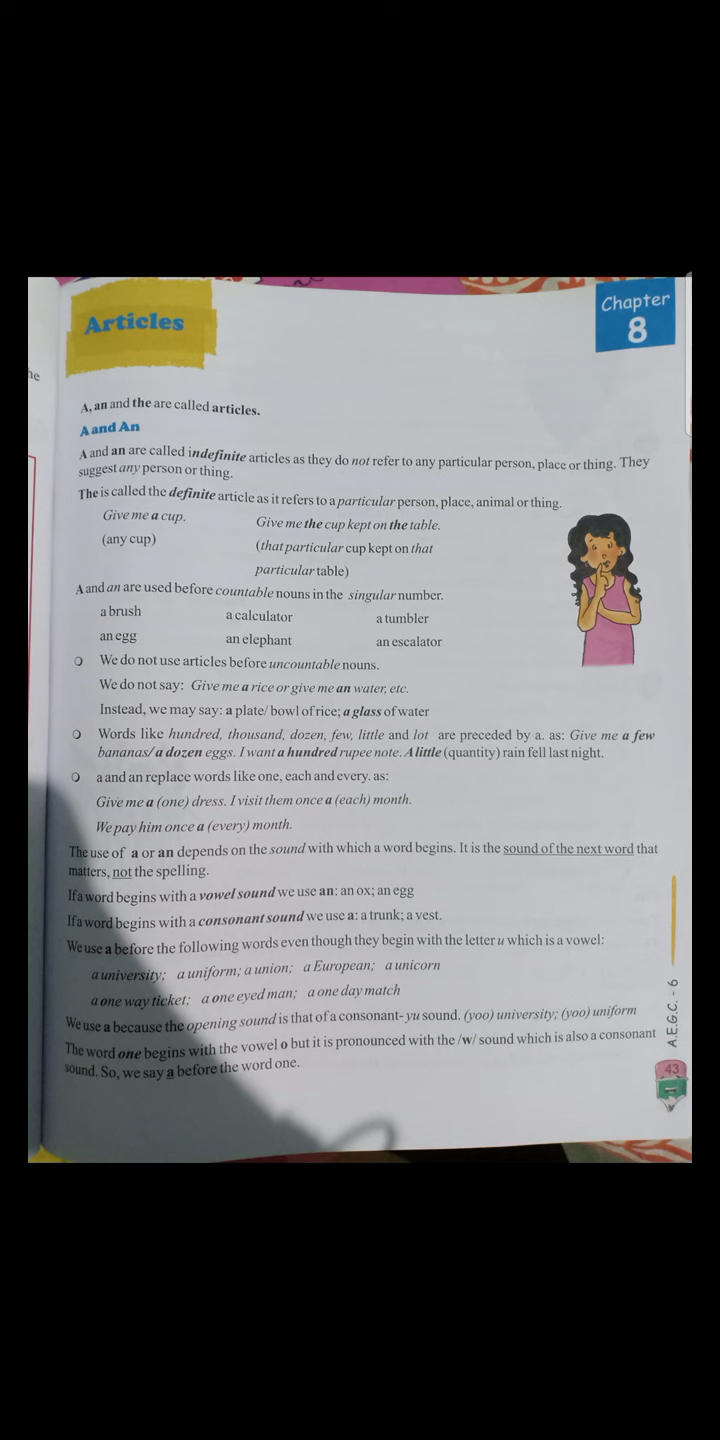 he
Articles
Chapter
8
A, an and the are called articles.
A and An
A and an are called indefinite articles as they do not refer to any particular person, place or thing. They
suggest any person or thing.
The is called the definite article as it refers to a particular person, place, animal or thing.
Give me a cup. Give me the cup kept on the table.
(any cup) (that particular cup kept on that
particular table)
A and an are used before countable nouns in the singular number.
a brush a calculator a tumbler
an egg an elephant an escalator
We do not use articles before uncountable nouns.
We do not say: Give me a rice or give me an water, etc.
Instead, we may say: a plate/ bowl of rice; a glass of water
Words like hundred, thousand, dozen, few, little and lot are preceded by a. as: Give me a few
bananas/ a dozen eggs. I want a hundred rupee note. A little (quantity) rain fell last night.
a and an replace words like one, each and every. as:
Give me a (one) dress. I visit them once a (each) month.
We pay him once a (every) month.
The use of a or an depends on the sound with which a word begins. It is the sound of the next word that
matters, not the spelling.
If a word begins with a vowel sound we use an: an ox; an egg
If a word begins with a consonant sound we use a: a trunk; a vest.
We use a before the following words even though they begin with the letter u which is a vowel:
a university; a uniform; a union; a European; a unicorn
a one way ticket; a one eyed man; a one day match
We use a because the opening sound is that of a consonant- yu sound. (yoo) university; (yoo) uniform
The word one begins with the vowel o but it is pronounced with the /w/ sound which is also a consonant
sound. So, we say a before the word one.
A.E.G.C. - 6
43